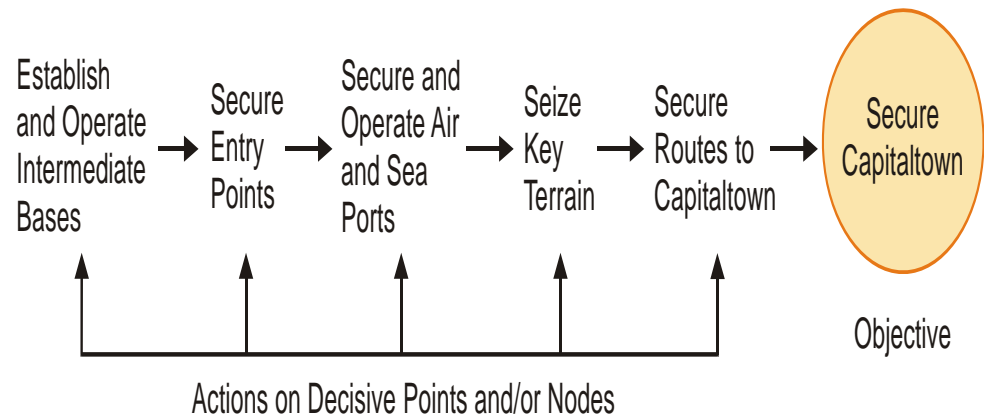 Establish
and Operate
Intermediate
Bases
Secure
Entry
Points
Secure and
Operate Air
and Sea
Ports
Seize
Key
Terrain
Secure
Routes to
Capitaltown
Secure
Capitaltown
Objective
Actions on Decisive Points and/or Nodes